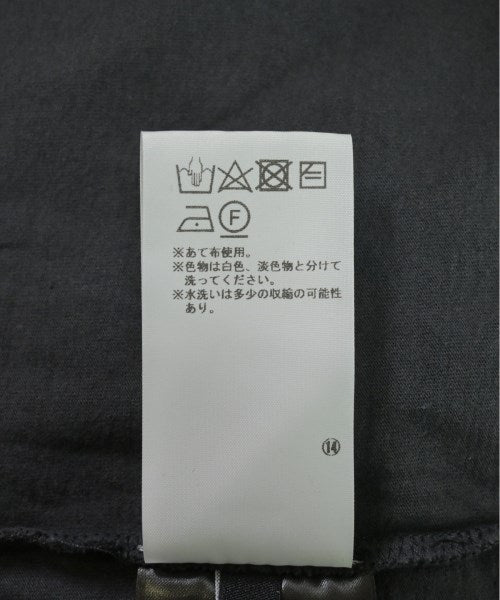 F
※あて布使用。
※色物は白色、淡色物と分けて
洗ってください。
※水洗いは多少の収縮の可能性
あり。
⑭